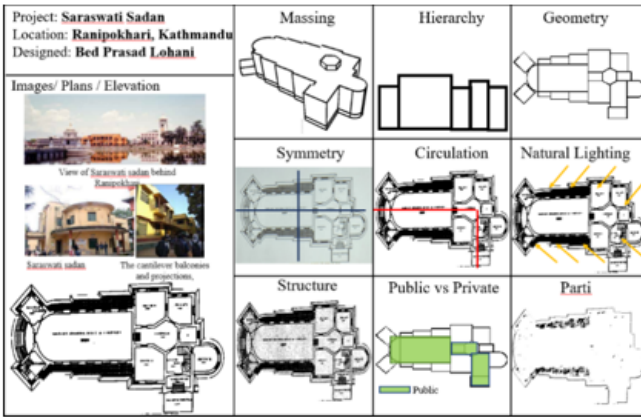 Project: Saraswati Sadan
Location: Ranipokhari, Kathmandu
Designed: Bed Prasad Lohani
Images/ Plans / Elevation
View of Saraswati sadan behind
Ranipokhari
Saraswati sadan
The cantilever balconies
and projections,
Massing
Hierarchy
Geometry
Symmetry
Circulation
Natural Lighting
Structure
Public vs Private
Public
Parti